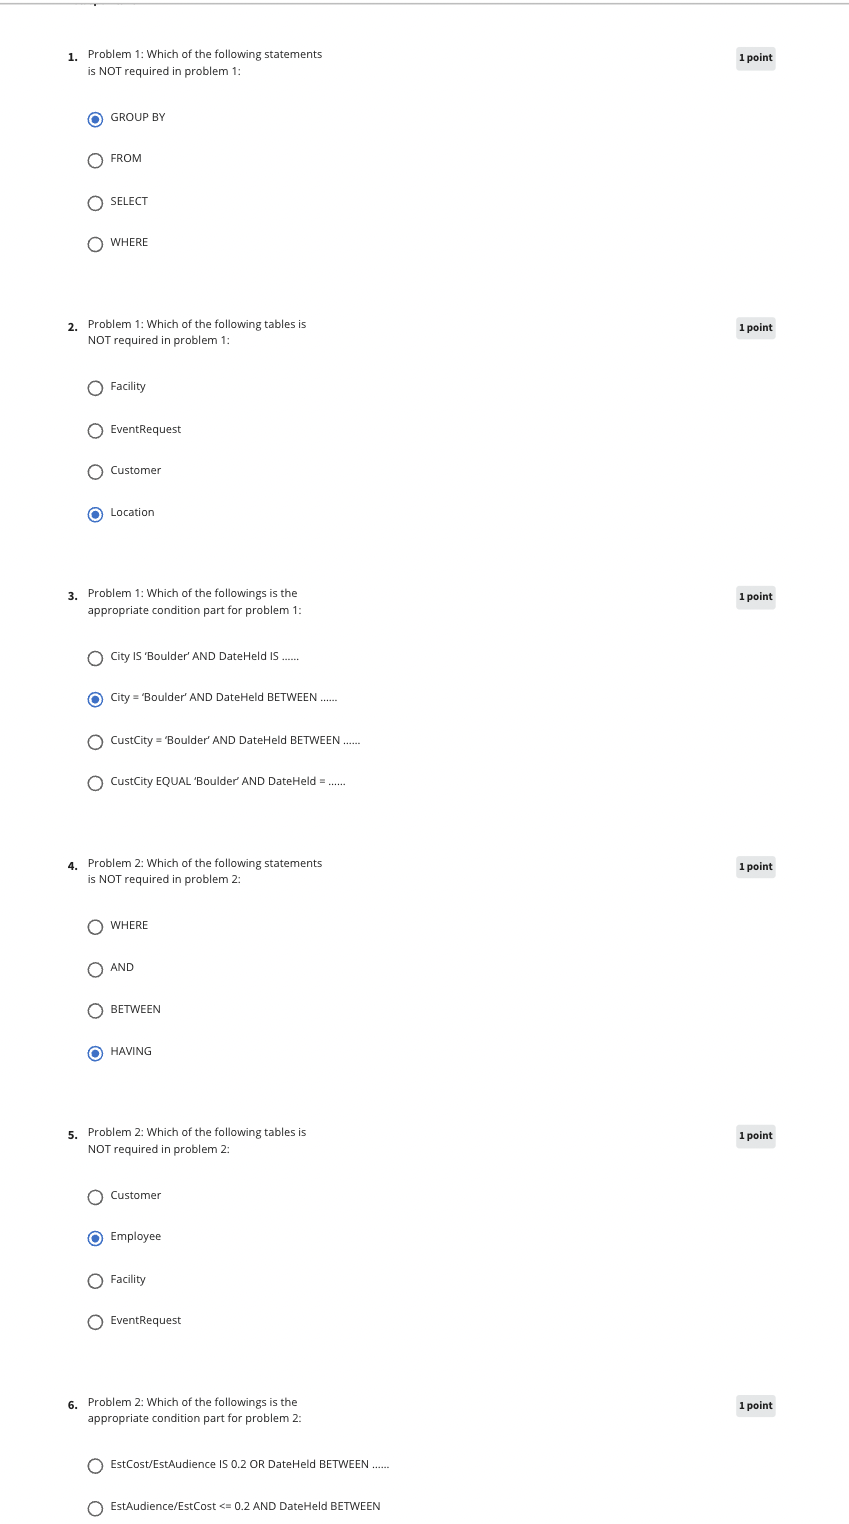 1.
Problem 1: Which of the following statements
is NOT required in problem 1:
1 point
GROUP BY
FROM
SELECT
WHERE
2.
Problem 1: Which of the following tables is
NOT required in problem 1:
1 point
Facility
EventRequest
Customer
Location
3.
Problem 1: Which of the followings is the
appropriate condition part for problem 1:
1 point
City IS ‘Boulder’ AND DateHeld IS ......
City = ‘Boulder’ AND DateHeld BETWEEN ......
CustCity = ‘Boulder’ AND DateHeld BETWEEN ......
CustCity EQUAL ‘Boulder’ AND DateHeld = ......
4.
Problem 2: Which of the following statements
is NOT required in problem 2:
1 point
WHERE
AND
BETWEEN
HAVING
5.
Problem 2: Which of the following tables is
NOT required in problem 2:
1 point
Customer
Employee
Facility
EventRequest
6.
Problem 2: Which of the followings is the
appropriate condition part for problem 2:
1 point
EstCost/EstAudience IS 0.2 OR DateHeld BETWEEN ......
EstAudience/EstCost <= 0.2 AND DateHeld BETWEEN